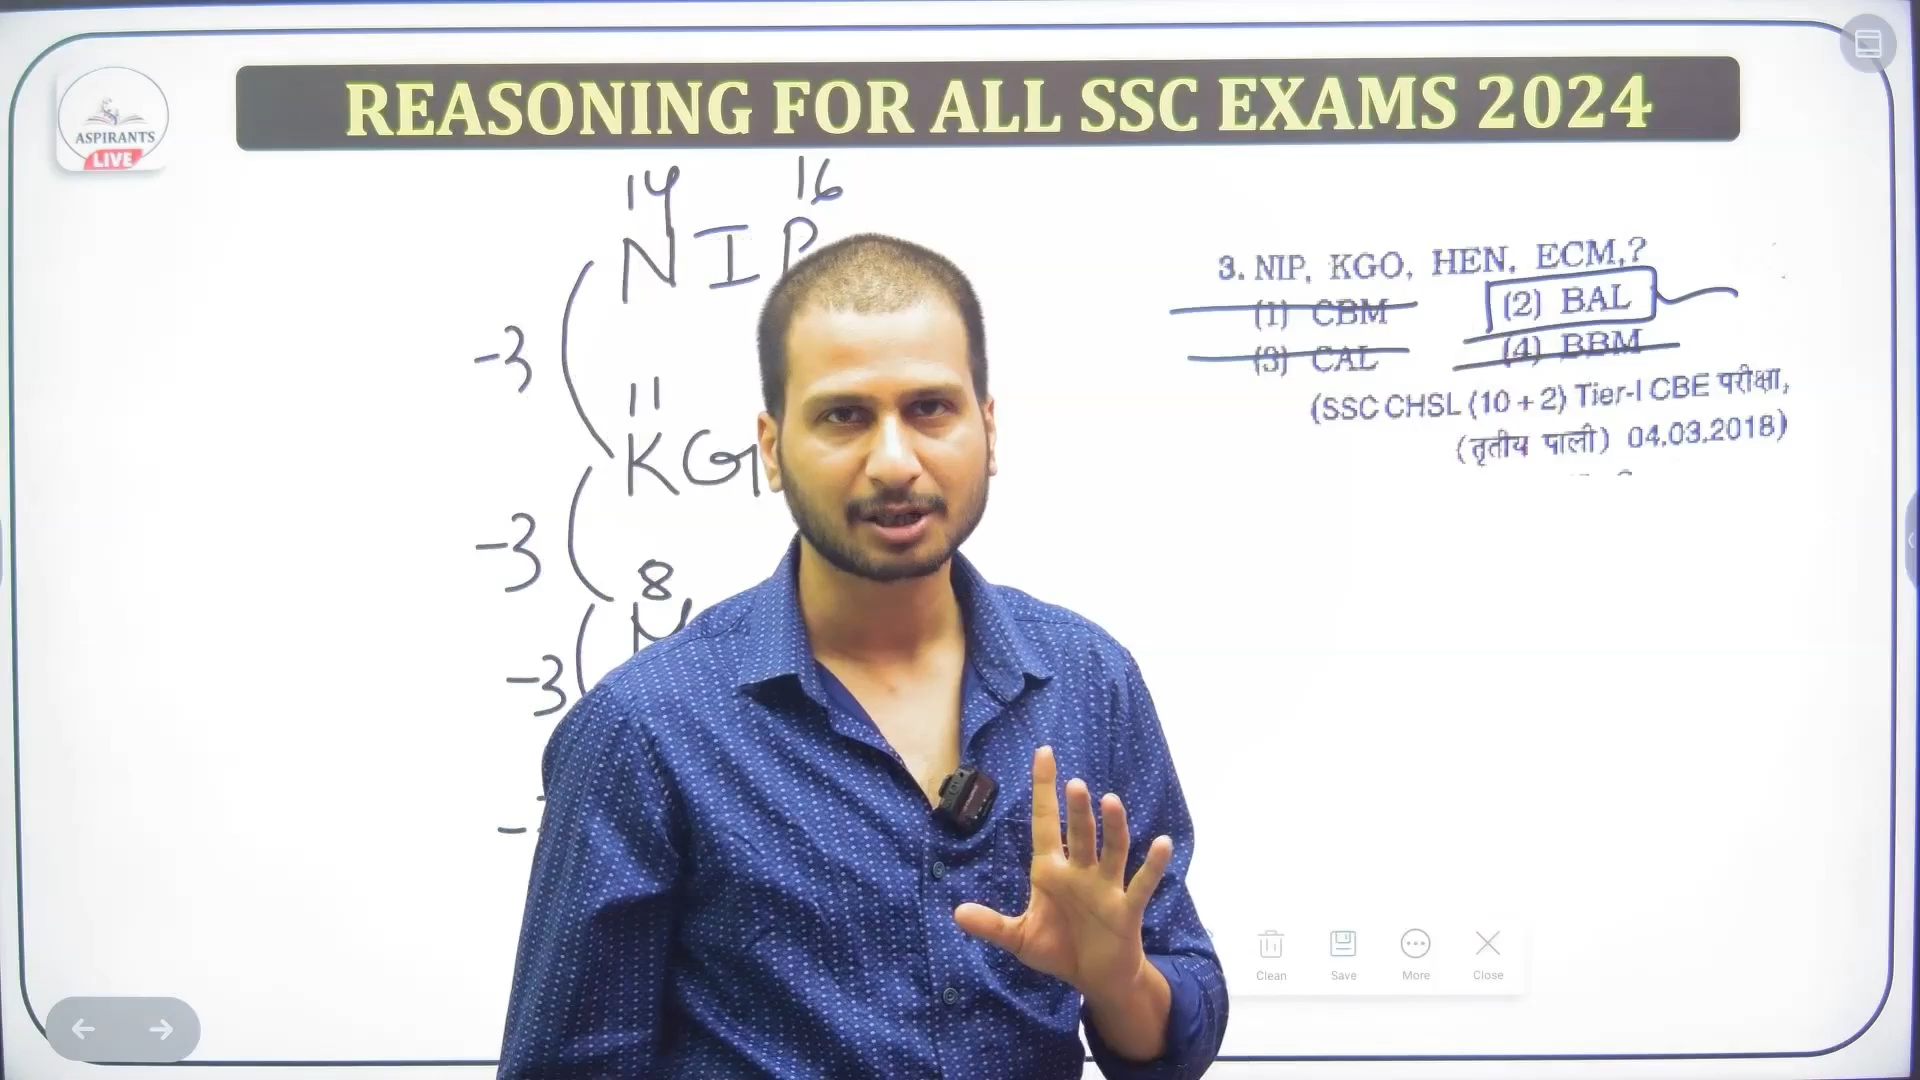 REASONING FOR ALL SSC EXAMS 2024
ASPIRANTS
LIVE
14 16
N I P
-3
11
K G
-3
8
-3
3. NIP, KGO, HEN, ECM,?
(1) CBM (2) BAL
(3) CAL (4) BBM
(SSC CHSL (10 + 2) Tier-I CBE परीक्षा,
(तृतीय पाली) 04.03.2018)
Clean Save More Close